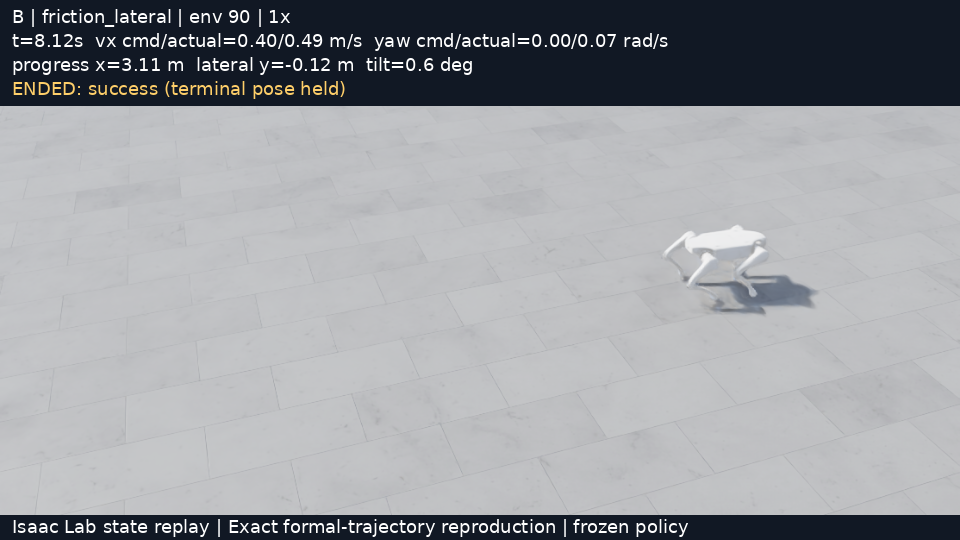 B | friction_lateral | env 90 | 1x
t=8.12s  vx cmd/actual=0.40/0.49 m/s  yaw cmd/actual=0.00/0.07 rad/s
progress x=3.11 m  lateral y=-0.12 m  tilt=0.6 deg
ENDED: success (terminal pose held)
Isaac Lab state replay | Exact formal-trajectory reproduction | frozen policy